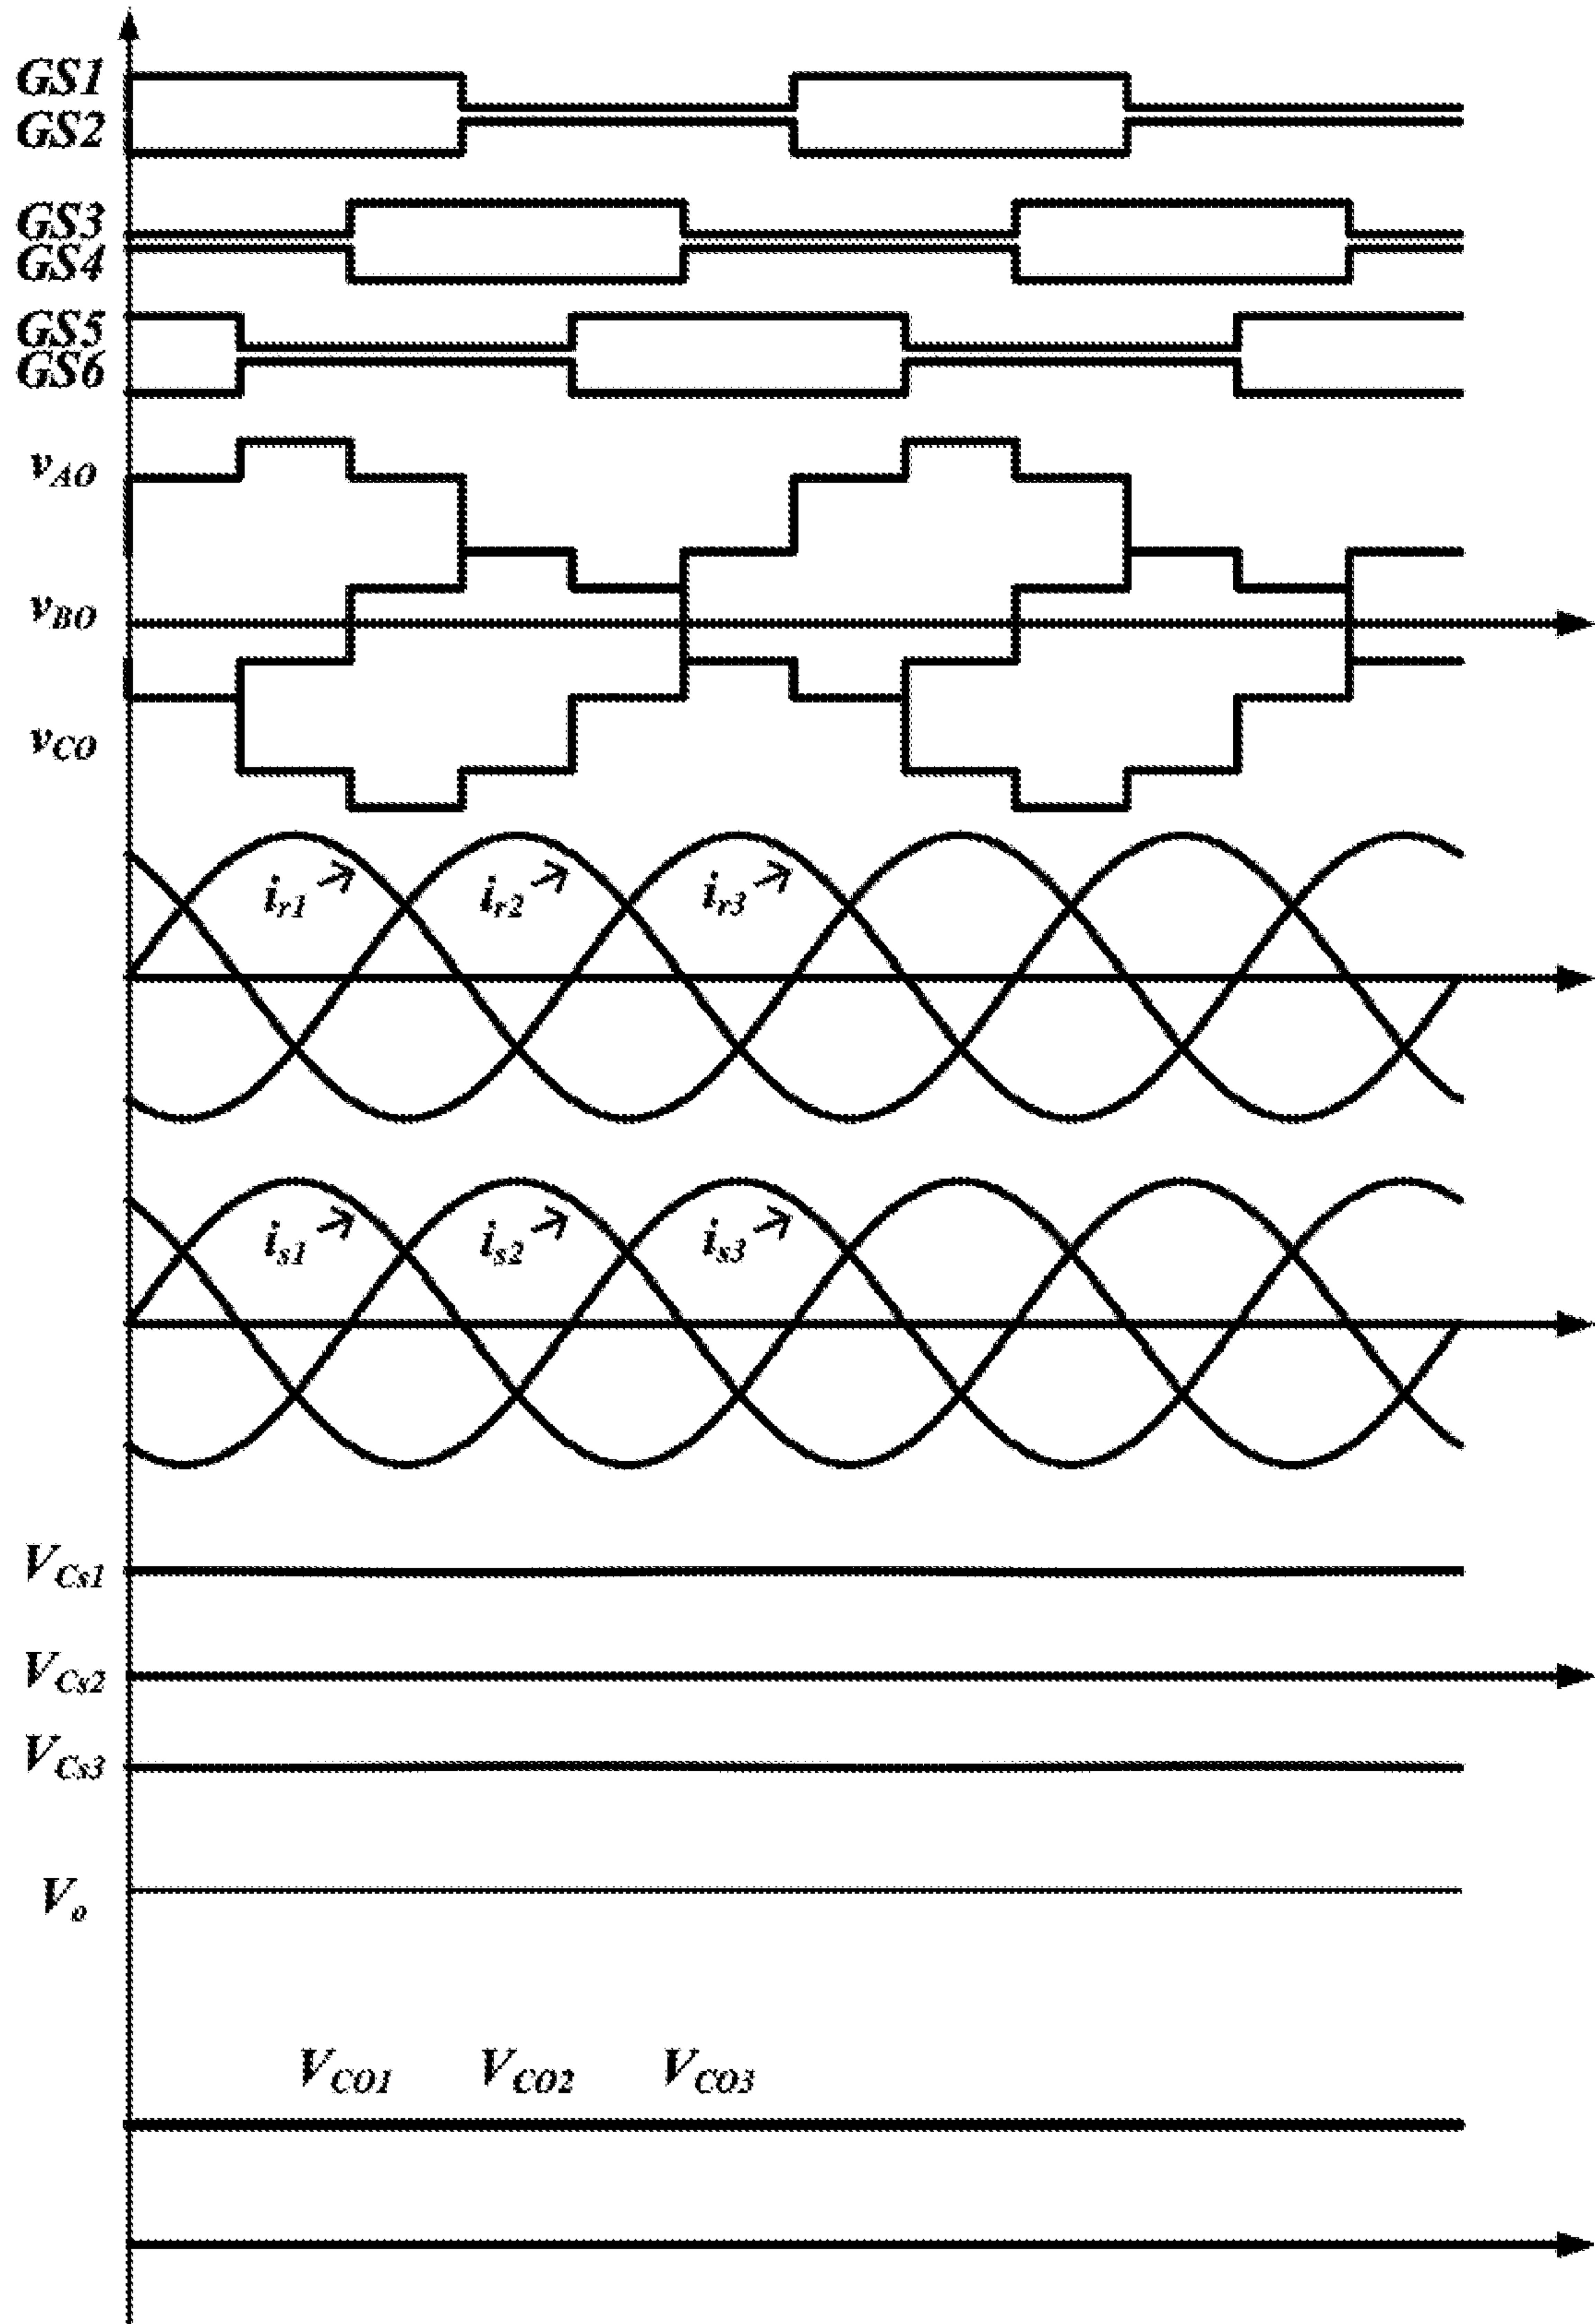 GS1
GS2
GS3
GS4
GS5
GS6
vAO
vBO
vCO
ir1 ir2 ir3
is1 is2 is3
VCs1
VCs2
VCs3
Vo
VCO1 VCO2 VCO3